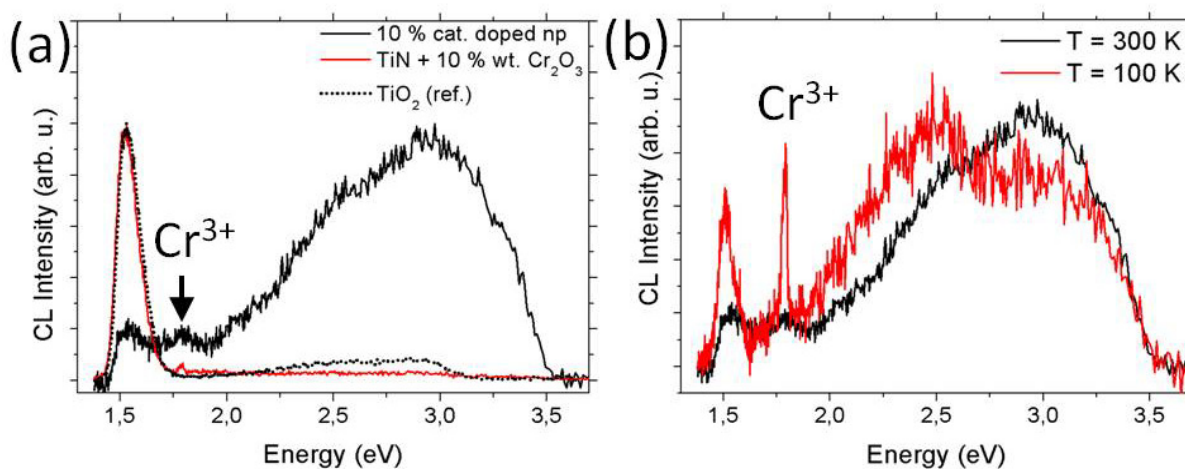 (a)
10 % cat. doped np
TiN + 10 % wt. Cr₂O₃
TiO₂ (ref.)
Cr³⁺
CL Intensity (arb. u.)
1,5 2,0 2,5 3,0 3,5
Energy (eV)
(b)
T = 300 K
T = 100 K
Cr³⁺
CL Intensity (arb. u.)
1,5 2,0 2,5 3,0 3,5
Energy (eV)